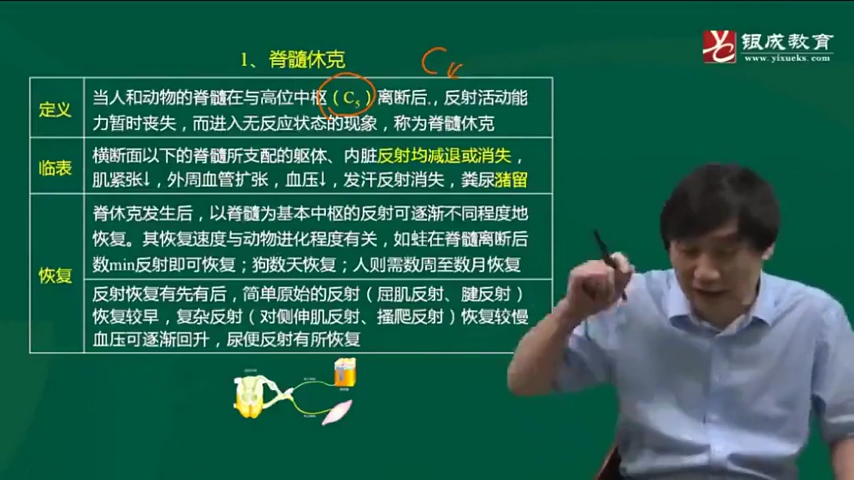 1、脊髓休克
银成教育
www.yixueks.com
定义
当人和动物的脊髓在与高位中枢（C5）离断后，反射活动能
力暂时丧失，而进入无反应状态的现象，称为脊髓休克
临表
横断面以下的脊髓所支配的躯体、内脏反射均减退或消失，
肌紧张↓，外周血管扩张，血压↓，发汗反射消失，粪尿猪留
恢复
脊休克发生后，以脊髓为基本中枢的反射可逐渐不同程度地
恢复。其恢复速度与动物进化程度有关，如蛙在脊髓离断后
数min反射即可恢复；狗数天恢复；人则需数周至数月恢复
反射恢复有先有后，简单原始的反射（屈肌反射、腱反射）
恢复较早，复杂反射（对侧伸肌反射、搔爬反射）恢复较慢
血压可逐渐回升，尿便反射有所恢复